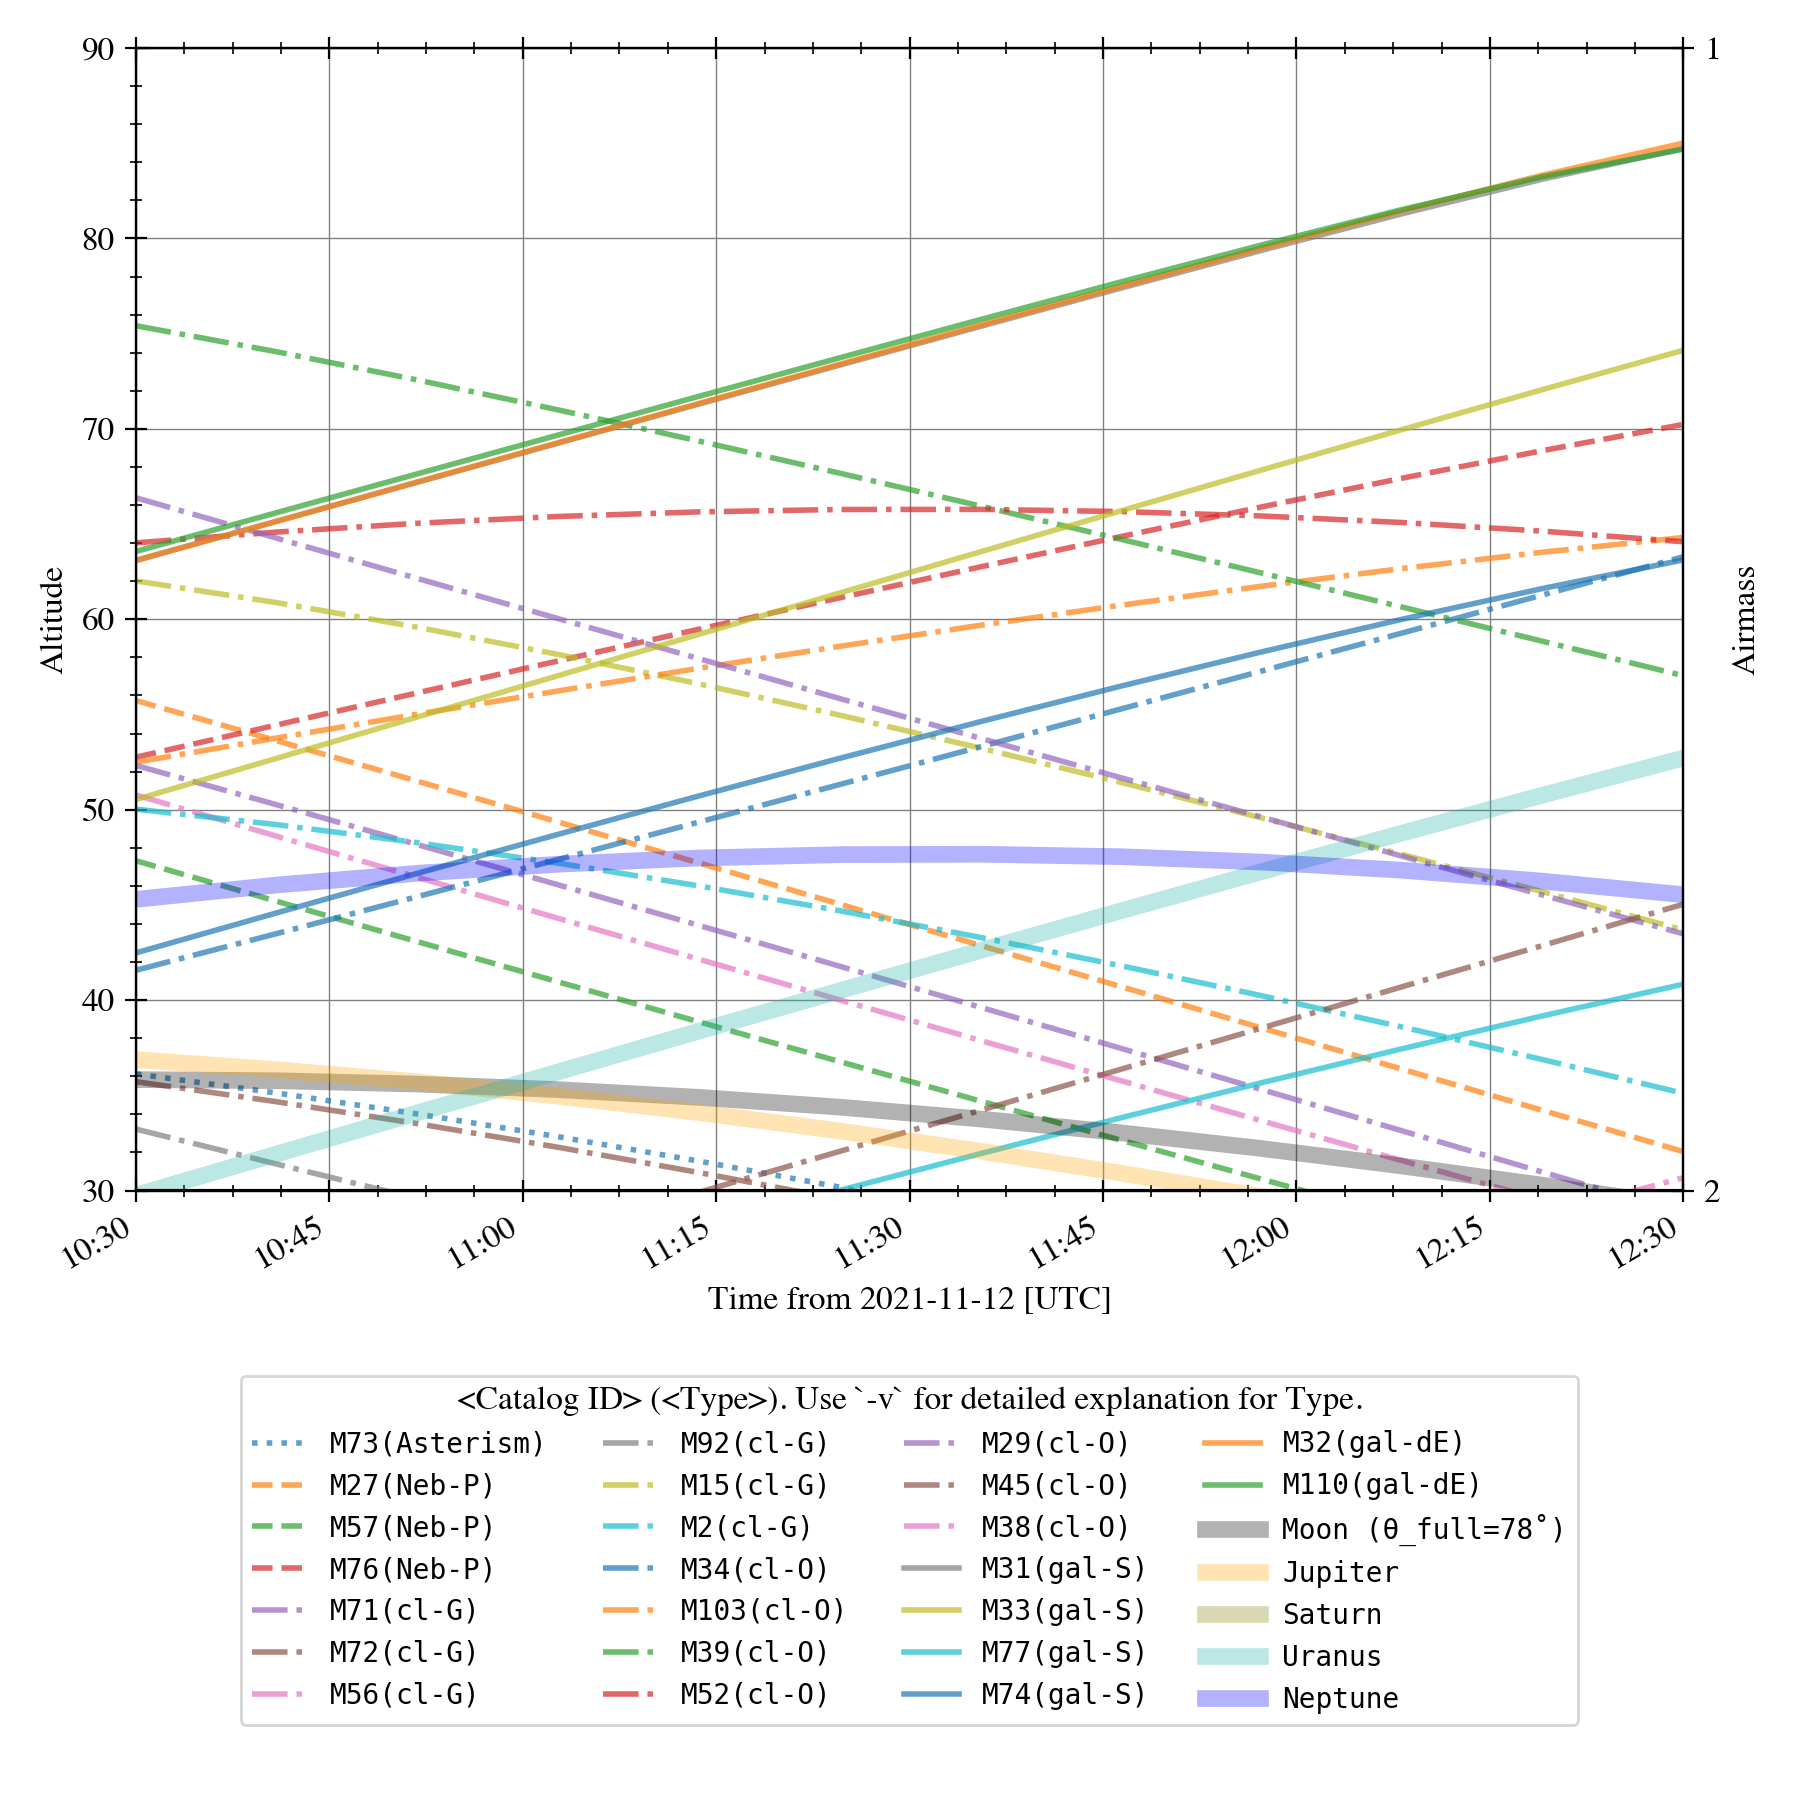 90
1
80
70
60
50
40
30
2
Altitude
Airmass
10:30
10:45
11:00
11:15
11:30
11:45
12:00
12:15
12:30
Time from 2021-11-12 [UTC]
<Catalog ID> (<Type>). Use `-v` for detailed explanation for Type.
M73(Asterism)
M27(Neb-P)
M57(Neb-P)
M76(Neb-P)
M71(cl-G)
M72(cl-G)
M56(cl-G)
M92(cl-G)
M15(cl-G)
M2(cl-G)
M34(cl-O)
M103(cl-O)
M39(cl-O)
M52(cl-O)
M29(cl-O)
M45(cl-O)
M38(cl-O)
M31(gal-S)
M33(gal-S)
M77(gal-S)
M74(gal-S)
M32(gal-dE)
M110(gal-dE)
Moon (θ_full=78˚)
Jupiter
Saturn
Uranus
Neptune